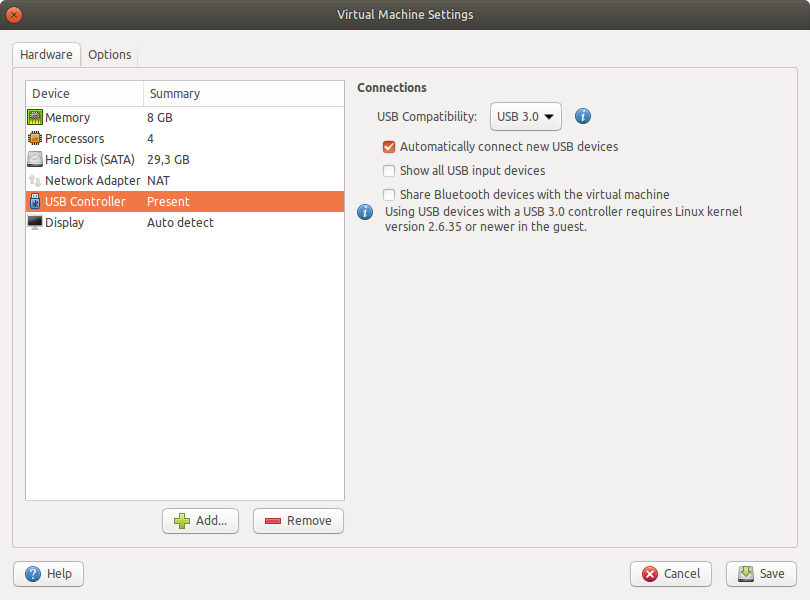 Virtual Machine Settings
Hardware Options
Device Summary
Memory 8 GB
Processors 4
Hard Disk (SATA) 29,3 GB
Network Adapter NAT
USB Controller Present
Display Auto detect
Add... Remove
Connections
USB Compatibility: USB 3.0
Automatically connect new USB devices
Show all USB input devices
Share Bluetooth devices with the virtual machine
Using USB devices with a USB 3.0 controller requires Linux kernel
version 2.6.35 or newer in the guest.
Help Cancel Save